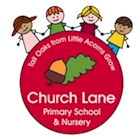 Tall Oaks from Little Acorns Grow
Church Lane
Primary School
& Nursery